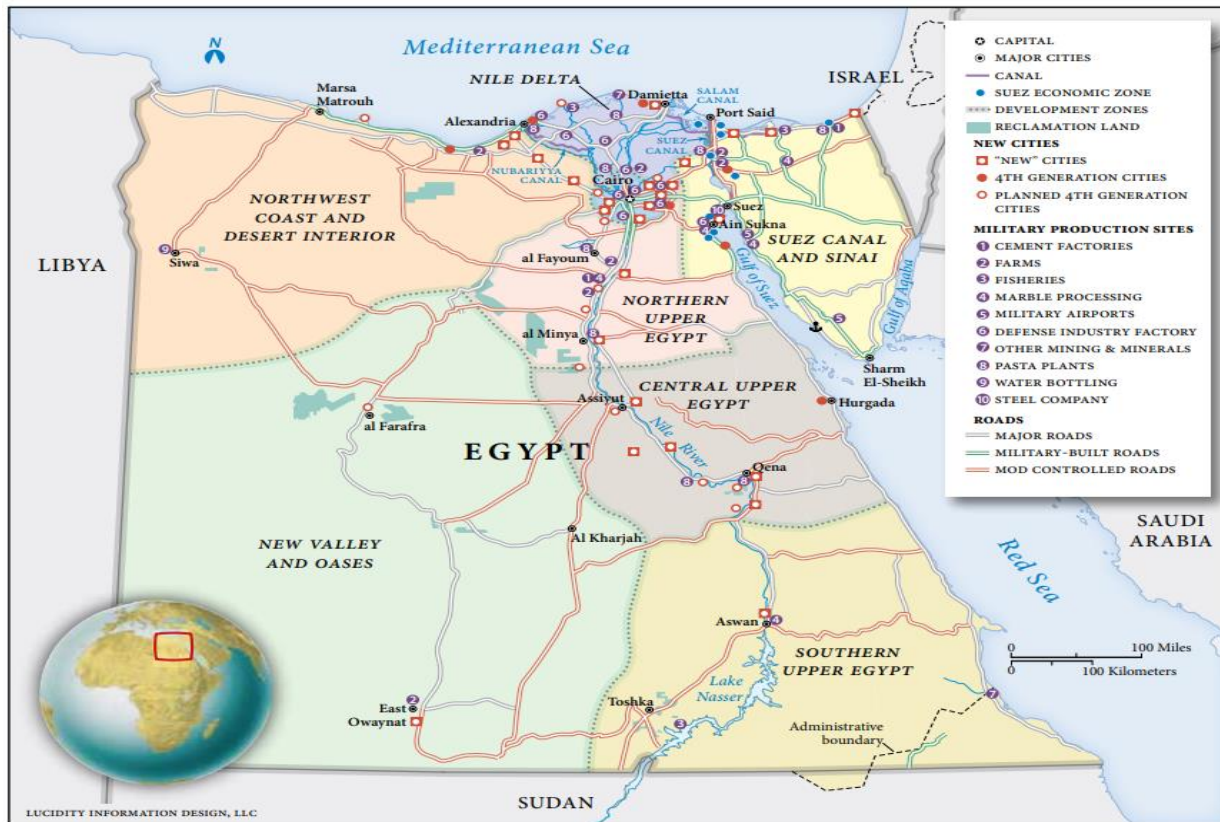 N
Mediterranean Sea
NILE DELTA
Marsa
Matrouh
Alexandria
Damietta
SALAM
CANAL
Port Said
ISRAEL
SUEZ
CANAL
NUBARIYYA
CANAL
Cairo
NORTHWEST
COAST AND
DESERT INTERIOR
Suez
Ain Sukna
LIBYA
Siwa
al Fayoum
SUEZ CANAL
AND SINAI
Gulf of Suez
Gulf of Aqaba
NORTHERN
UPPER
EGYPT
al Minya
Sharm
El-Sheikh
CENTRAL UPPER
EGYPT
Assiyut
Hurgada
al Farafra
EGYPT
Nile
River
Qena
NEW VALLEY
AND OASES
Al Kharjah
SAUDI
ARABIA
Red Sea
Aswan
SOUTHERN
UPPER EGYPT
Lake
Nasser
Toshka
East
Owaynat
Administrative
boundary
0 100 Miles
0 100 Kilometers
SUDAN
LUCIDITY INFORMATION DESIGN, LLC
CAPITAL
MAJOR CITIES
CANAL
SUEZ ECONOMIC ZONE
DEVELOPMENT ZONES
RECLAMATION LAND
NEW CITIES
"NEW" CITIES
4TH GENERATION CITIES
PLANNED 4TH GENERATION
CITIES
MILITARY PRODUCTION SITES
1 CEMENT FACTORIES
2 FARMS
3 FISHERIES
4 MARBLE PROCESSING
5 MILITARY AIRPORTS
6 DEFENSE INDUSTRY FACTORY
7 OTHER MINING & MINERALS
8 PASTA PLANTS
9 WATER BOTTLING
10 STEEL COMPANY
ROADS
MAJOR ROADS
MILITARY-BUILT ROADS
MOD CONTROLLED ROADS